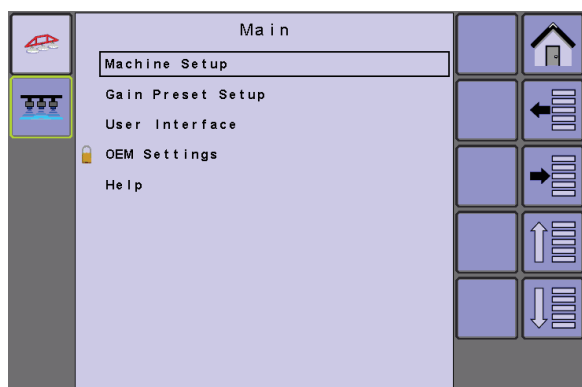 Main
Machine Setup
Gain Preset Setup
User Interface
OEM Settings
Help